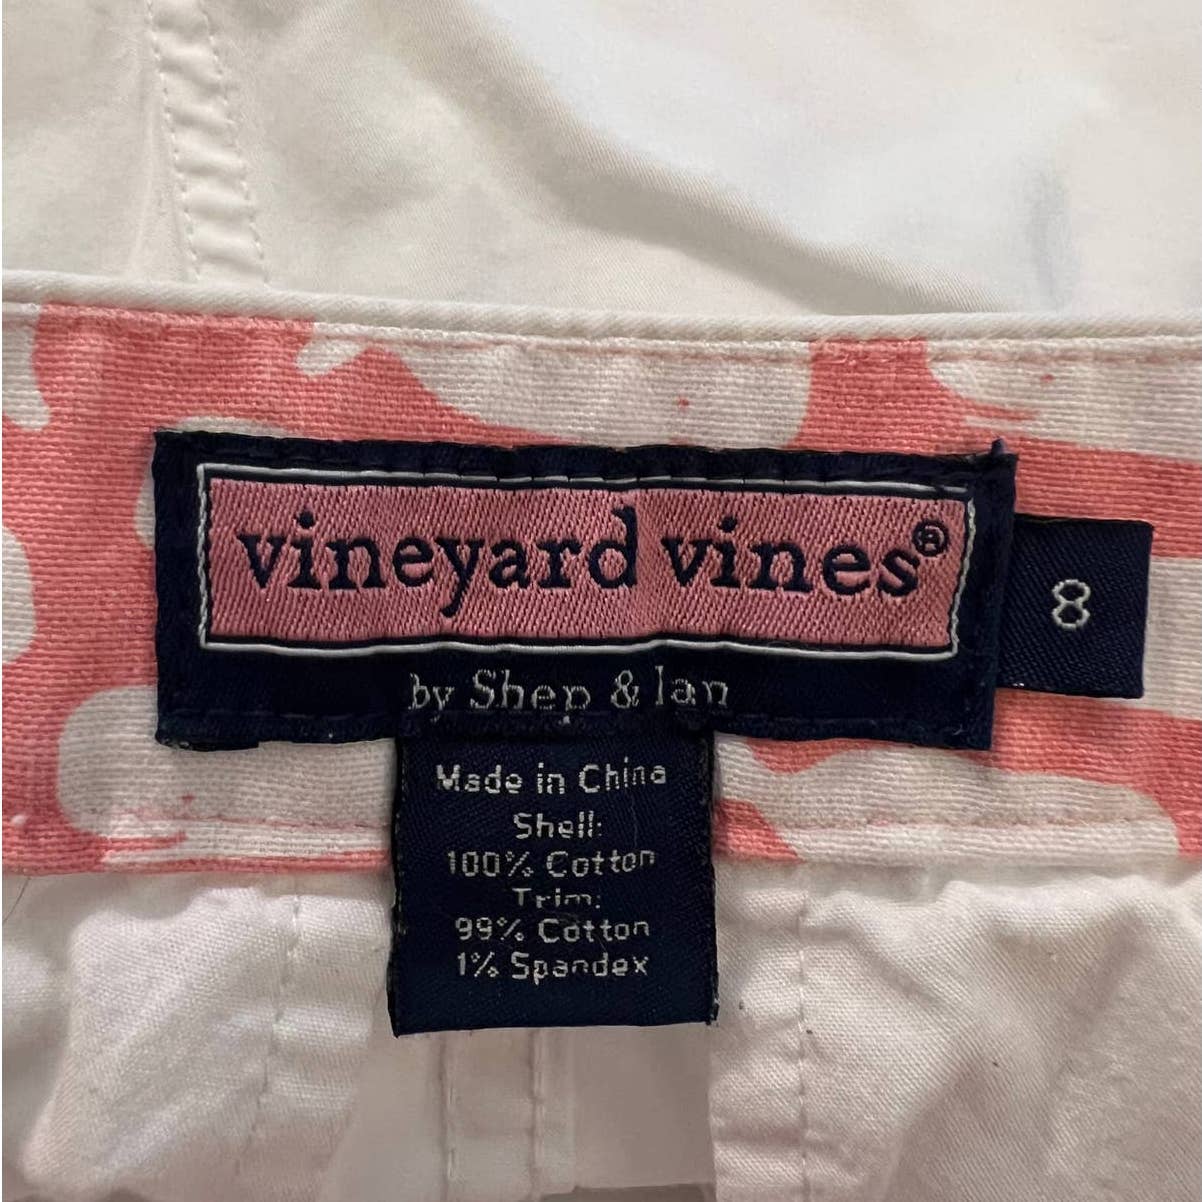 vineyard vines®
8
by Shep & Ian
Made in China
Shell:
100% Cotton
Trim:
99% Cotton
1% Spandex